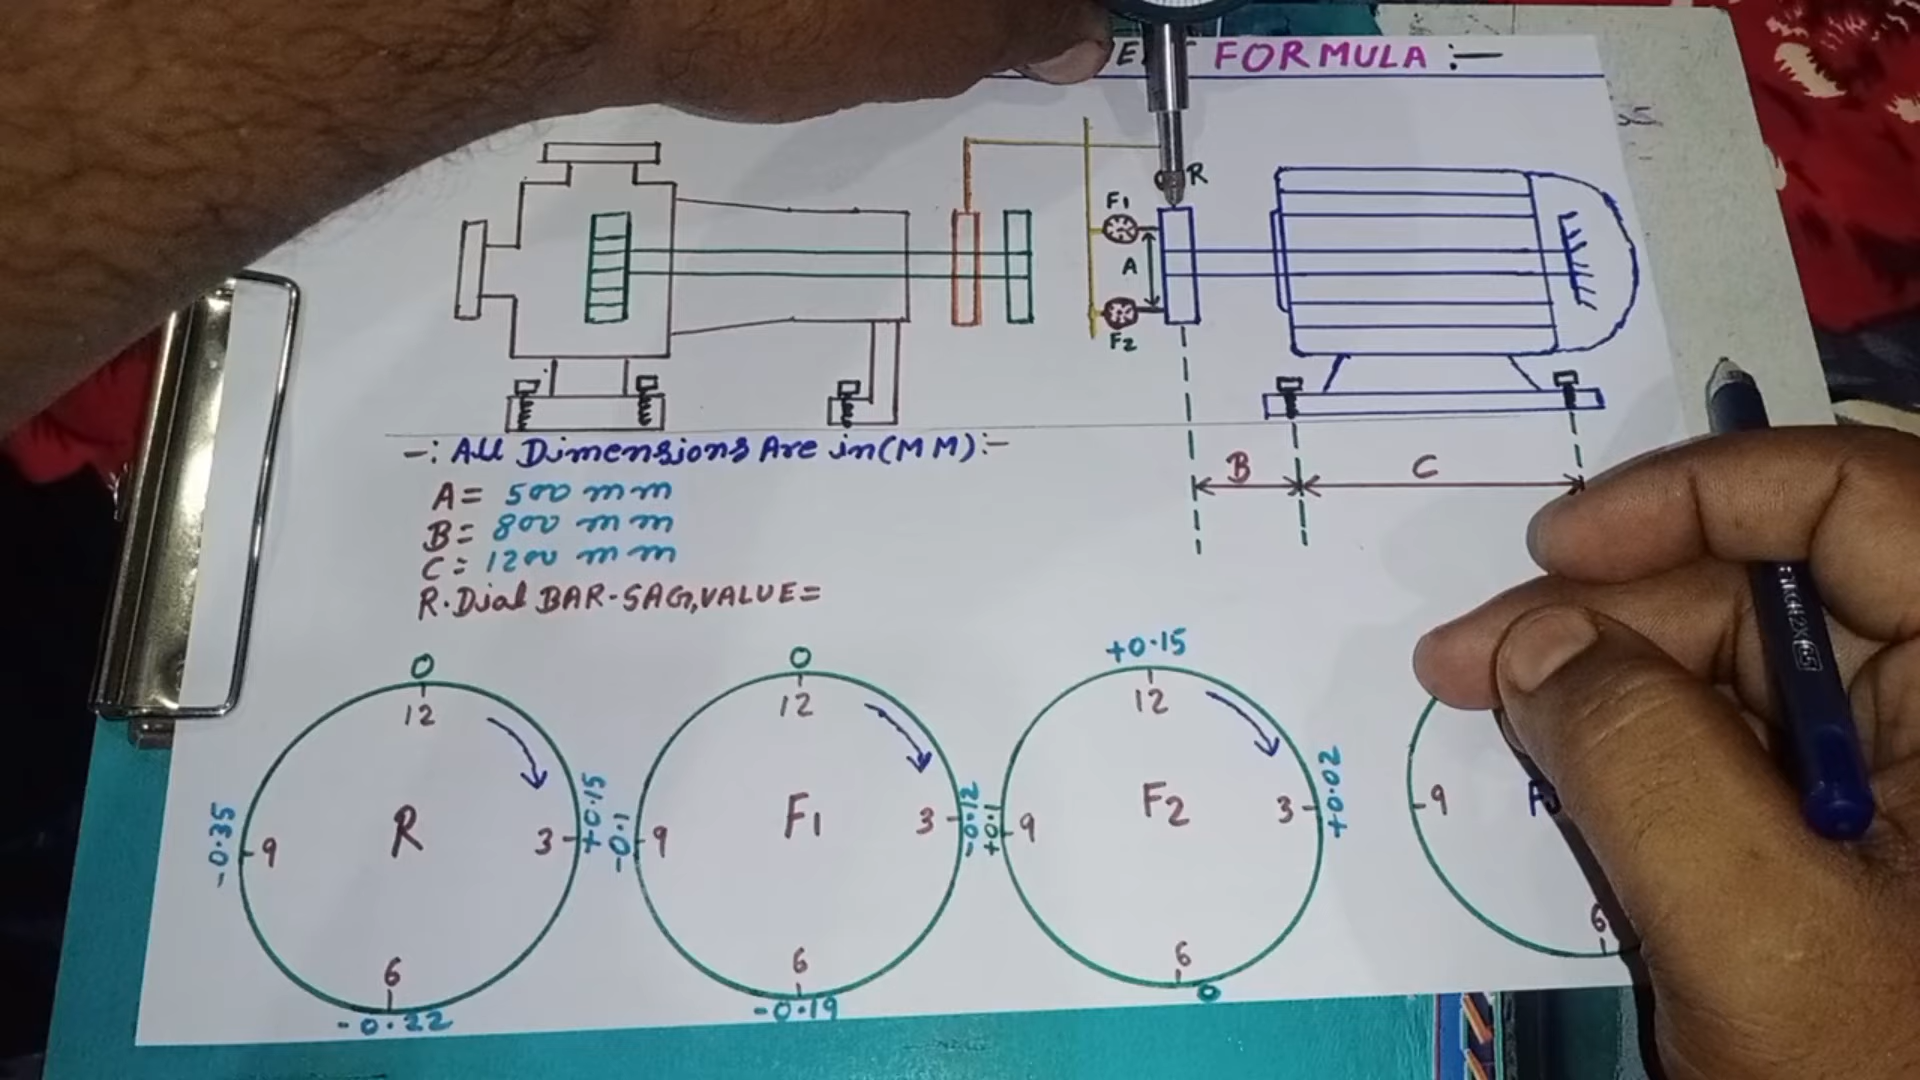 FORMULA :-
R
F1
A
F2
B
C
-: All Dimensions Are in(MM):-
A= 500 mm
B= 800 mm
C= 1200 mm
R.Dial BAR-SAG,VALUE=
0
12
9
R
3
6
-0.35
+0.15
-0.22
0
12
9
F1
3
6
-0.1
-0.12
-0.19
+0.15
12
9
F2
3
6
+0.1
+0.02
0
9
6